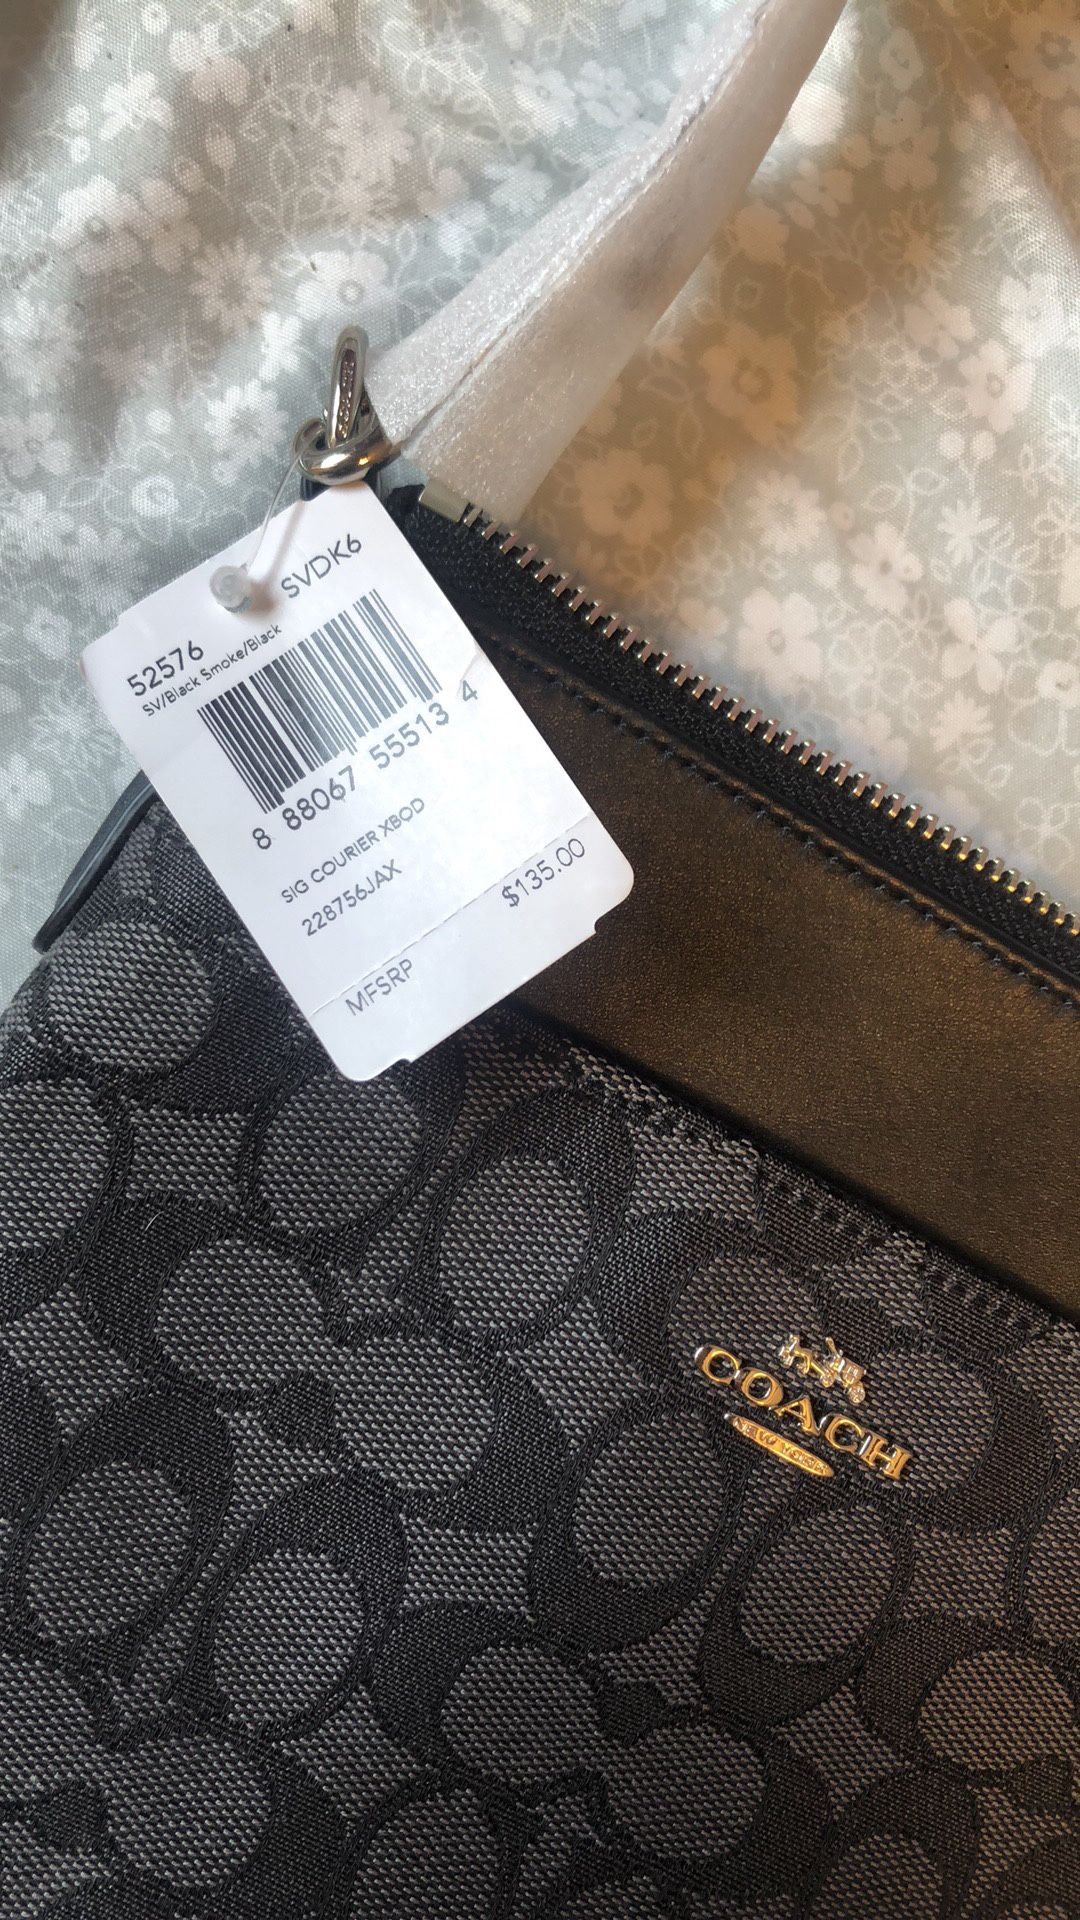 52576 SVDK6
SV/Black Smoke/Black
8 88067 55513 4
SIG COURIER XBOD
228756JAX
MFSRP $135.00
COACH
NEW YORK